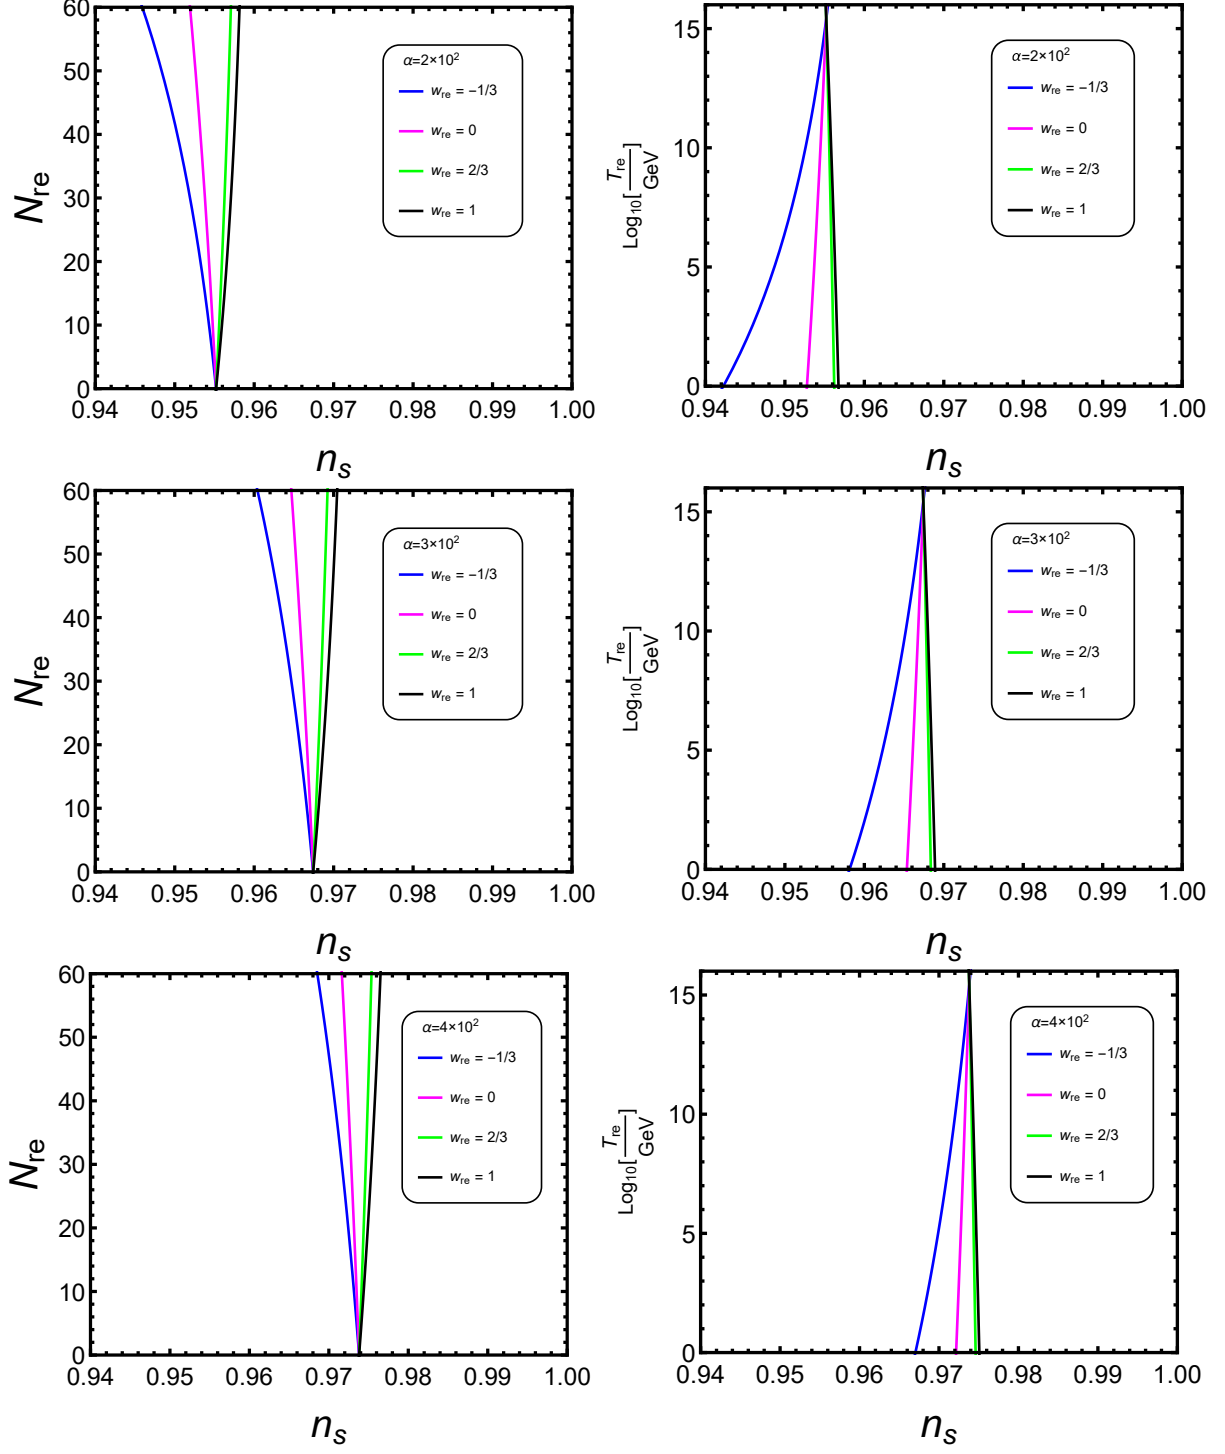 60
50
40
30
20
10
0
N_re
0.94 0.95 0.96 0.97 0.98 0.99 1.00
n_s
α=2×10²
w_re = −1/3
w_re = 0
w_re = 2/3
w_re = 1
15
10
5
0
Log₁₀[T_re/GeV]
0.94 0.95 0.96 0.97 0.98 0.99 1.00
n_s
α=2×10²
w_re = −1/3
w_re = 0
w_re = 2/3
w_re = 1
60
50
40
30
20
10
0
N_re
0.94 0.95 0.96 0.97 0.98 0.99 1.00
n_s
α=3×10²
w_re = −1/3
w_re = 0
w_re = 2/3
w_re = 1
15
10
5
0
Log₁₀[T_re/GeV]
0.94 0.95 0.96 0.97 0.98 0.99 1.00
n_s
α=3×10²
w_re = −1/3
w_re = 0
w_re = 2/3
w_re = 1
60
50
40
30
20
10
0
N_re
0.94 0.95 0.96 0.97 0.98 0.99 1.00
n_s
α=4×10²
w_re = −1/3
w_re = 0
w_re = 2/3
w_re = 1
15
10
5
0
Log₁₀[T_re/GeV]
0.94 0.95 0.96 0.97 0.98 0.99 1.00
n_s
α=4×10²
w_re = −1/3
w_re = 0
w_re = 2/3
w_re = 1